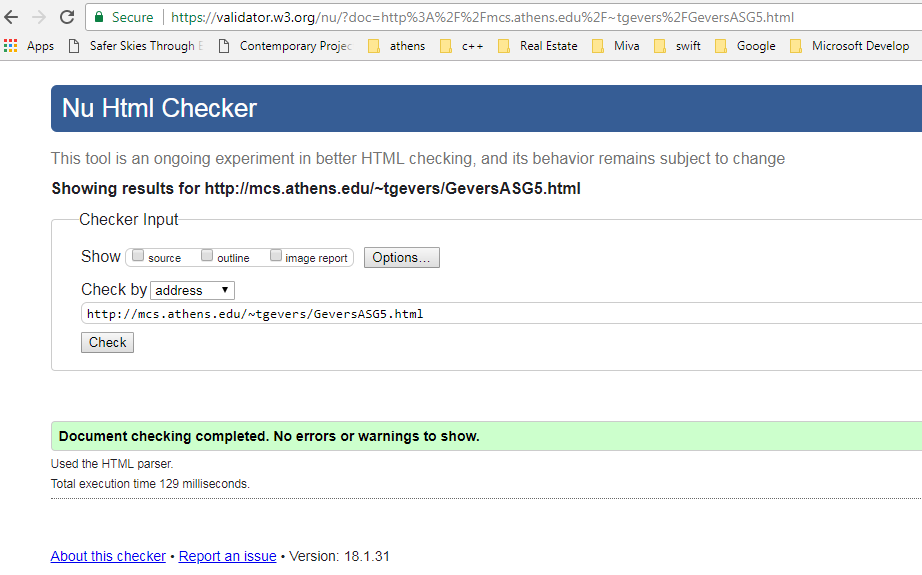 Secure https://validator.w3.org/nu/?doc=http%3A%2F%2Fmcs.athens.edu%2F~tgevers%2FGeversASG5.html
Apps Safer Skies Through Contemporary Projec athens c++ Real Estate Miva swift Google Microsoft Develop
Nu Html Checker
This tool is an ongoing experiment in better HTML checking, and its behavior remains subject to change
Showing results for http://mcs.athens.edu/~tgevers/GeversASG5.html
Checker Input
Show source outline image report Options...
Check by address
http://mcs.athens.edu/~tgevers/GeversASG5.html
Check
Document checking completed. No errors or warnings to show.
Used the HTML parser.
Total execution time 129 milliseconds.
About this checker • Report an issue • Version: 18.1.31